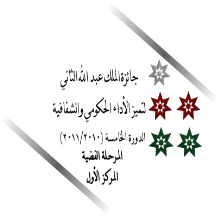 جائزة الملك عبد الله الثاني
لتميز الأداء الحكومي والشفافية
الدورة الخامسة (٢٠١١/٢٠١٠)
المرحلة الفضية
المركز الأول